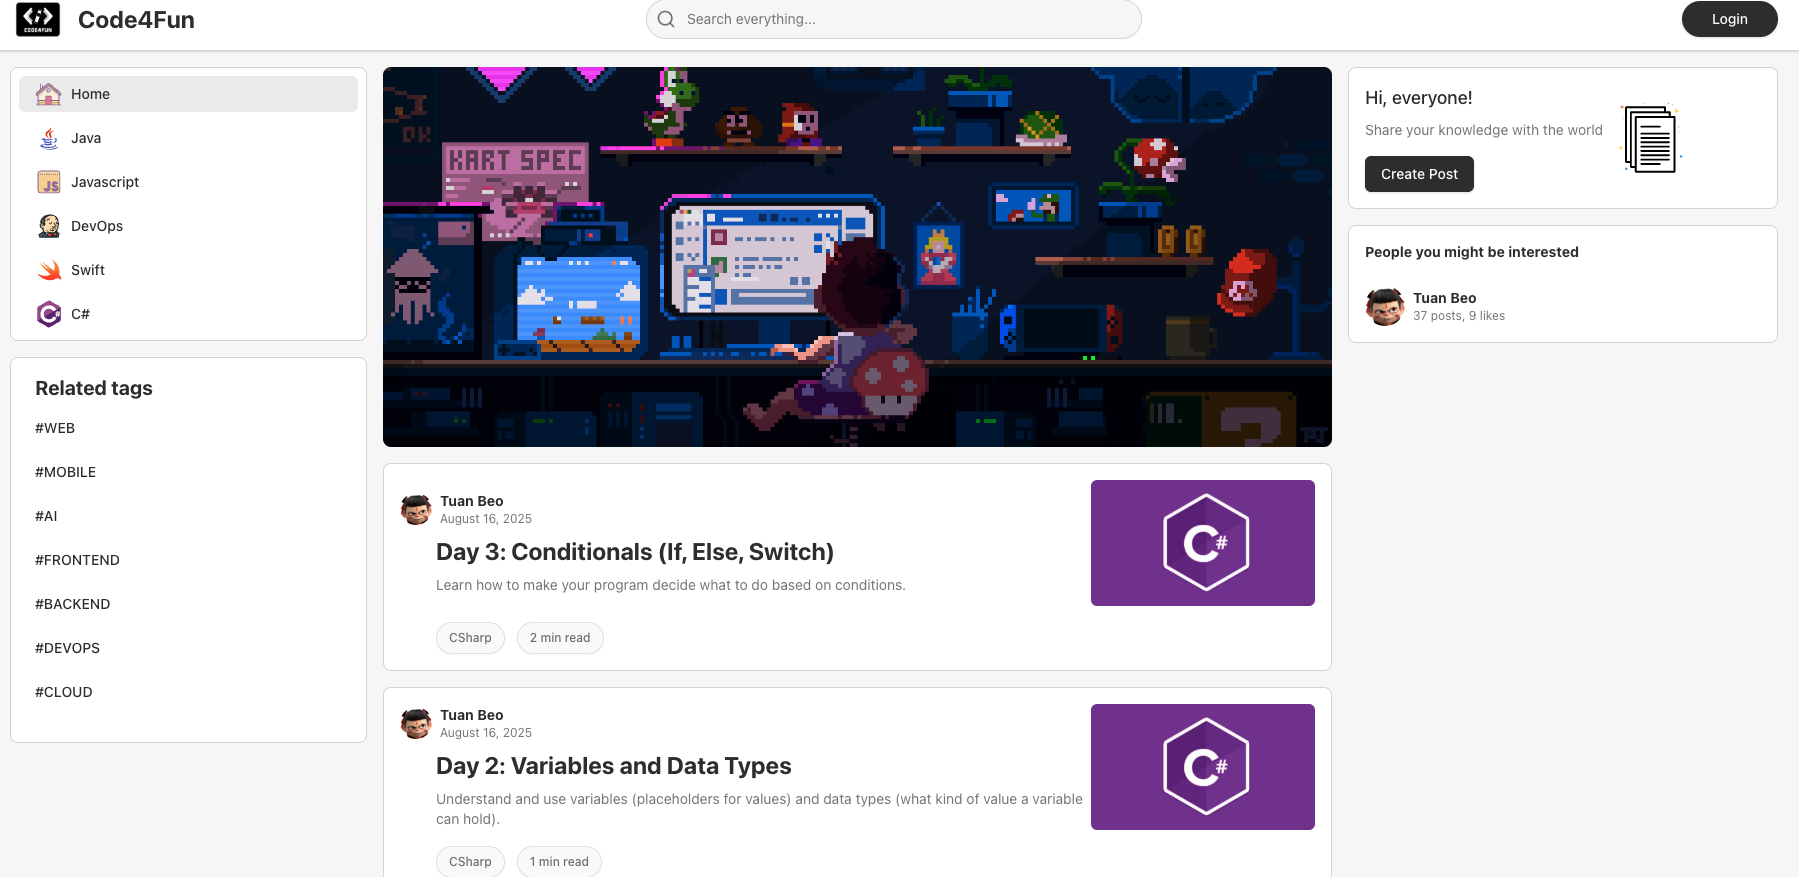 CODE4FUN
Code4Fun
Search everything...
Login
Home
Java
JS
Javascript
DevOps
Swift
C#
C#
Related tags
#WEB
#MOBILE
#AI
#FRONTEND
#BACKEND
#DEVOPS
#CLOUD
KART SPEC
?
Tuan Beo
August 16, 2025
Day 3: Conditionals (If, Else, Switch)
Learn how to make your program decide what to do based on conditions.
CSharp
2 min read
C#
Tuan Beo
August 16, 2025
Day 2: Variables and Data Types
Understand and use variables (placeholders for values) and data types (what kind of value a variable
can hold).
CSharp
1 min read
C#
Hi, everyone!
Share your knowledge with the world
Create Post
People you might be interested
Tuan Beo
37 posts, 9 likes